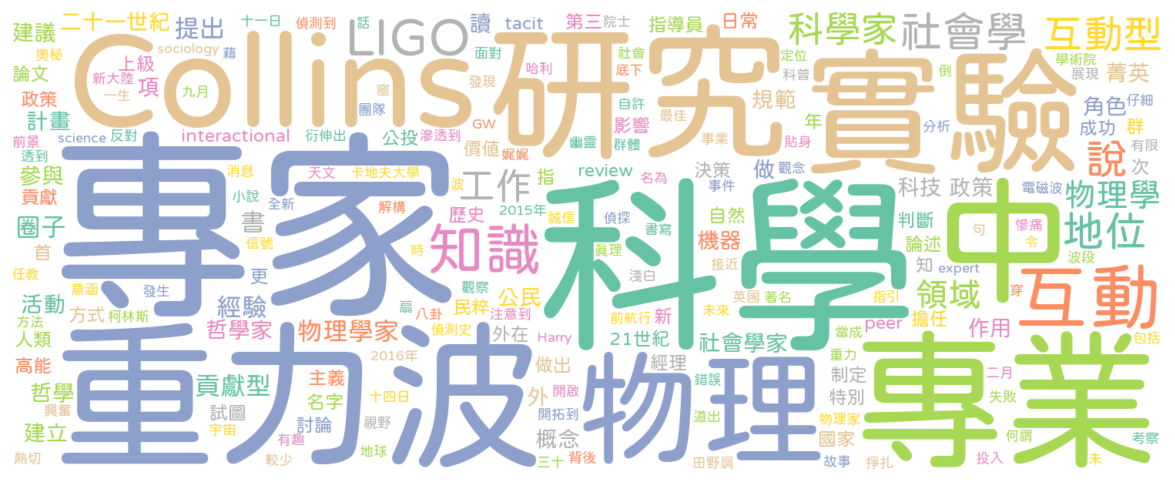 建議 二十一世紀 提出 十一日 偵測到 話 讀 tacit 第三 院士 指導員 日常 科學家 社會學 互動型
奧秘 sociology 藉 Collins LIGO 面對 社會 定位 科普 倒 學術院
論文 新大陸 上級 項 研究 發現 哈利 底下 實驗 展現 菁英
政策 一生 九月 團隊 窗 自許 規範 角色 仔細
計畫 最佳 年 成功 群
前景 science 反對 interactional 衍伸出 公投 滲透到 價值 GW 娓娓 幽靈 群體 影響 事業 貼身 分析 說 有限
透到 消息 專家 天文 卡地夫大學 工作 波 指 review 名為 決策 做 觀念 科技 政策 電磁波 次
參與 貢獻 小說 全新 解構 歷史 2015年 誠信 偵探 事件 自然 科學 判斷 句 中 慘痛 物理學
圈子 首 書 信號 時 知識 真理 書寫 機器 論述 令 地位
任教 意涵 發生 更 扇 觀察 淺白 接近 知 expert 波段
活動 方法 柯林斯 經驗 八卦 民粹 公民 注意到 英國 著名 未來 指引 領域 穿 互動
人類 方式 哲學家 物理學家 偵測史 外在 前航行 新 21世紀 社會學家 當成 peer 擔任 作用 包括
高能 重力波 2016年 Harry 做出 經理 物理 重力 制定 專業 二月
哲學 貢獻型 主義 十四日 外 開啟 錯誤 特別 失敗
興奮 試圖 名字 視野 開拓到 道出 物理家 何謂
建立 宇宙 討論 概念 國家 考察
熱切 有趣 較少 地球 三十 背後 田野調 故事 掙扎 投入 未